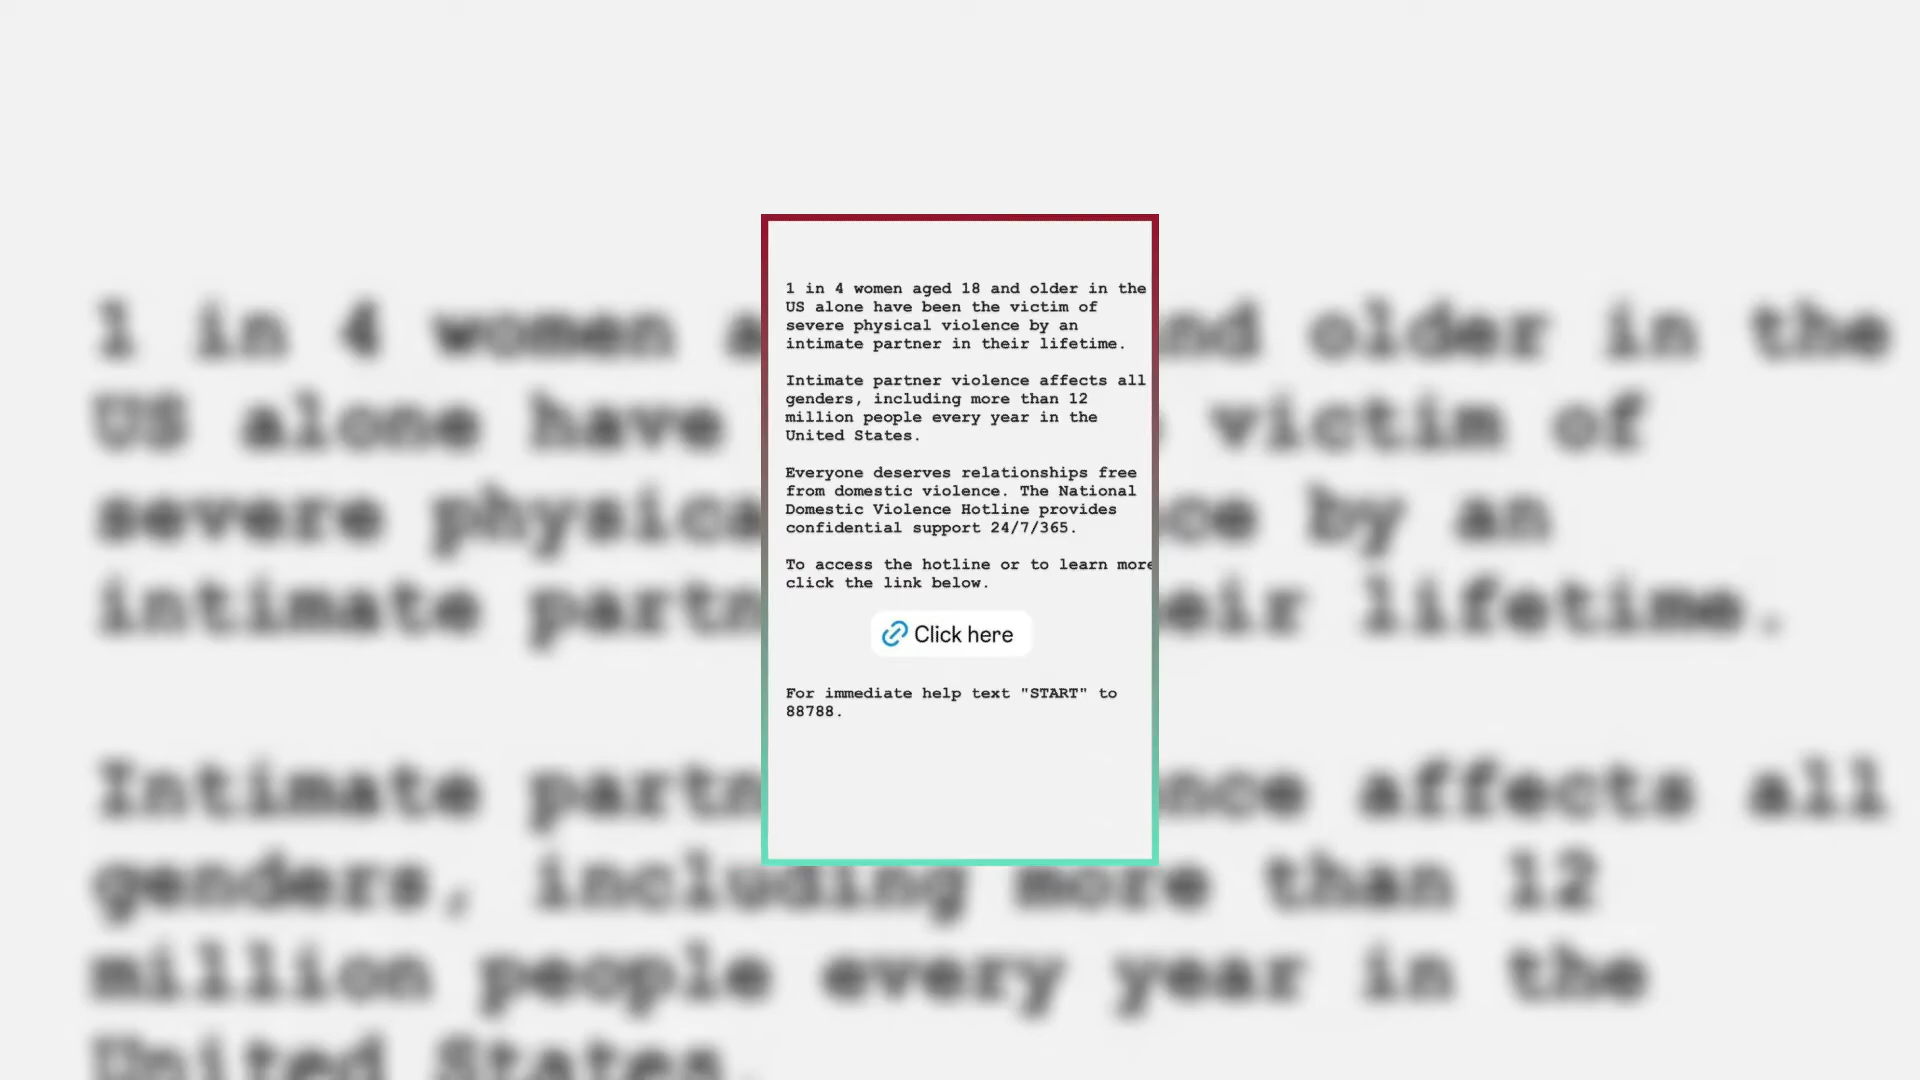 1 in 4 women aged 18 and older in the
US alone have been the victim of
severe physical violence by an
intimate partner in their lifetime.
Intimate partner violence affects all
genders, including more than 12
million people every year in the
United States.
Everyone deserves relationships free
from domestic violence. The National
Domestic Violence Hotline provides
confidential support 24/7/365.
To access the hotline or to learn more
click the link below.
Click here
For immediate help text "START" to
88788.